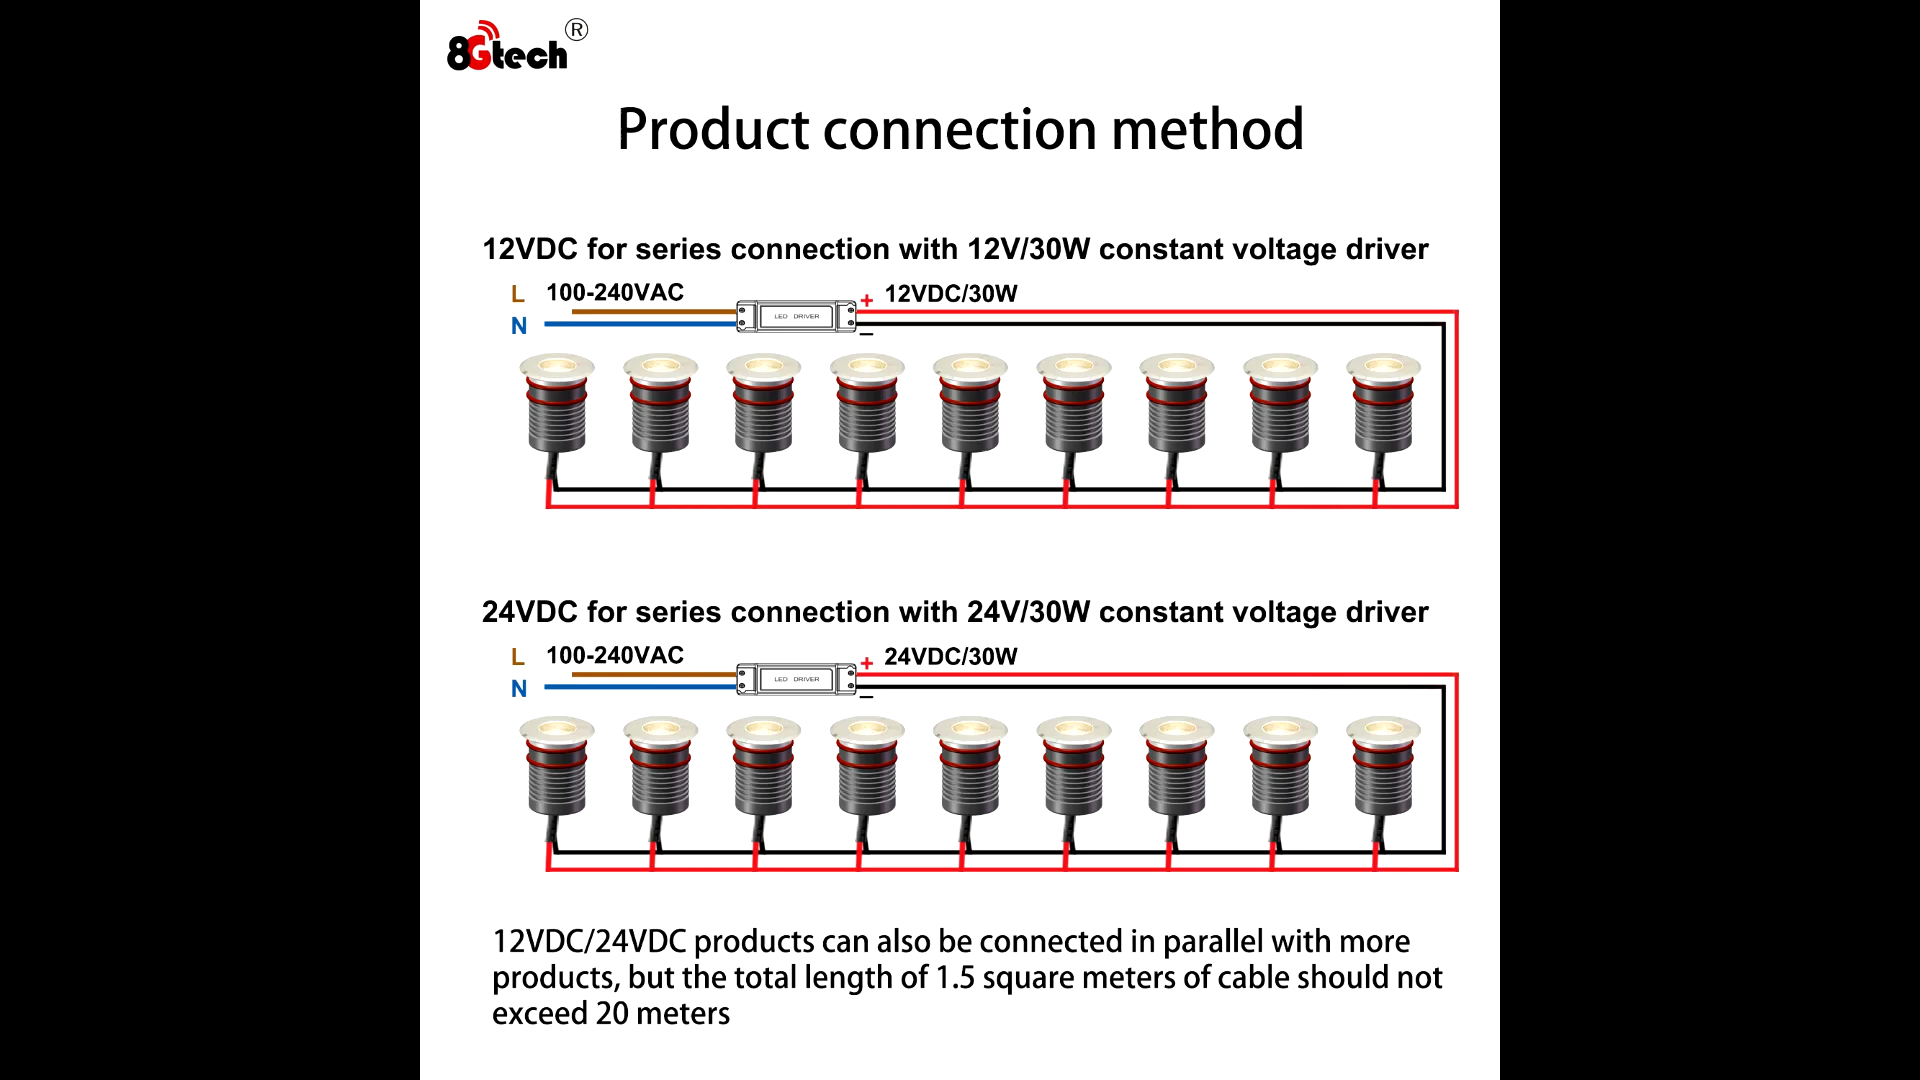 8Gtech®
Product connection method
12VDC for series connection with 12V/30W constant voltage driver
L 100-240VAC + 12VDC/30W
LED DRIVER
N –
24VDC for series connection with 24V/30W constant voltage driver
L 100-240VAC + 24VDC/30W
LED DRIVER
N –
12VDC/24VDC products can also be connected in parallel with more
products, but the total length of 1.5 square meters of cable should not
exceed 20 meters